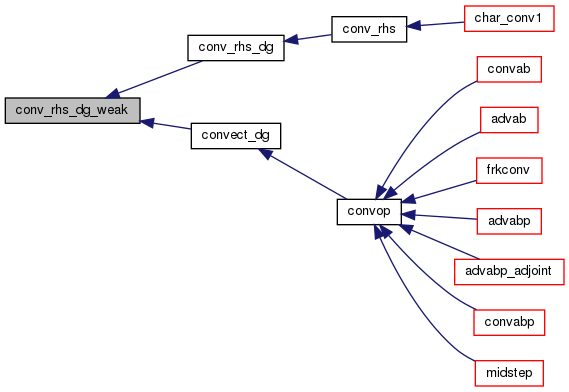 conv_rhs_dg_weak
conv_rhs_dg
conv_rhs
char_conv1
convect_dg
convop
convab
advab
frkconv
advabp
advabp_adjoint
convabp
midstep